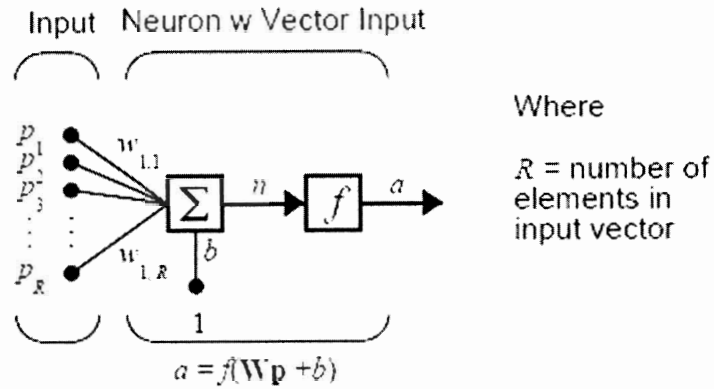 Input Neuron w Vector Input
p₁
p₂
p₃
p_R
w₁,₁
w₁,R
Σ
n
f
a
b
1
a = f(Wp +b)
Where
R = number of
elements in
input vector